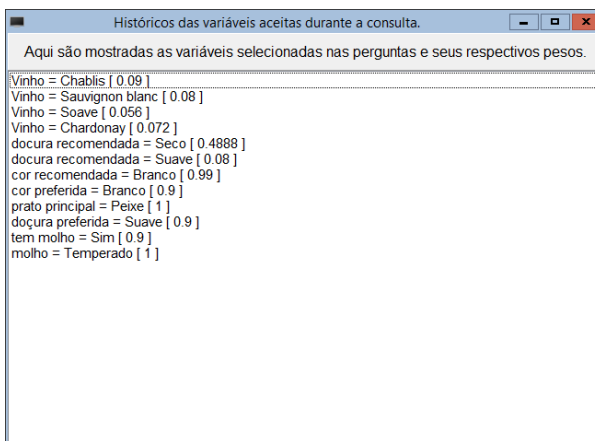 Históricos das variáveis aceitas durante a consulta.
Aqui são mostradas as variáveis selecionadas nas perguntas e seus respectivos pesos.
Vinho = Chablis [ 0.09 ]
Vinho = Sauvignon blanc [ 0.08 ]
Vinho = Soave [ 0.056 ]
Vinho = Chardonay [ 0.072 ]
docura recomendada = Seco [ 0.4888 ]
docura recomendada = Suave [ 0.08 ]
cor recomendada = Branco [ 0.99 ]
cor preferida = Branco [ 0.9 ]
prato principal = Peixe [ 1 ]
doçura preferida = Suave [ 0.9 ]
tem molho = Sim [ 0.9 ]
molho = Temperado [ 1 ]